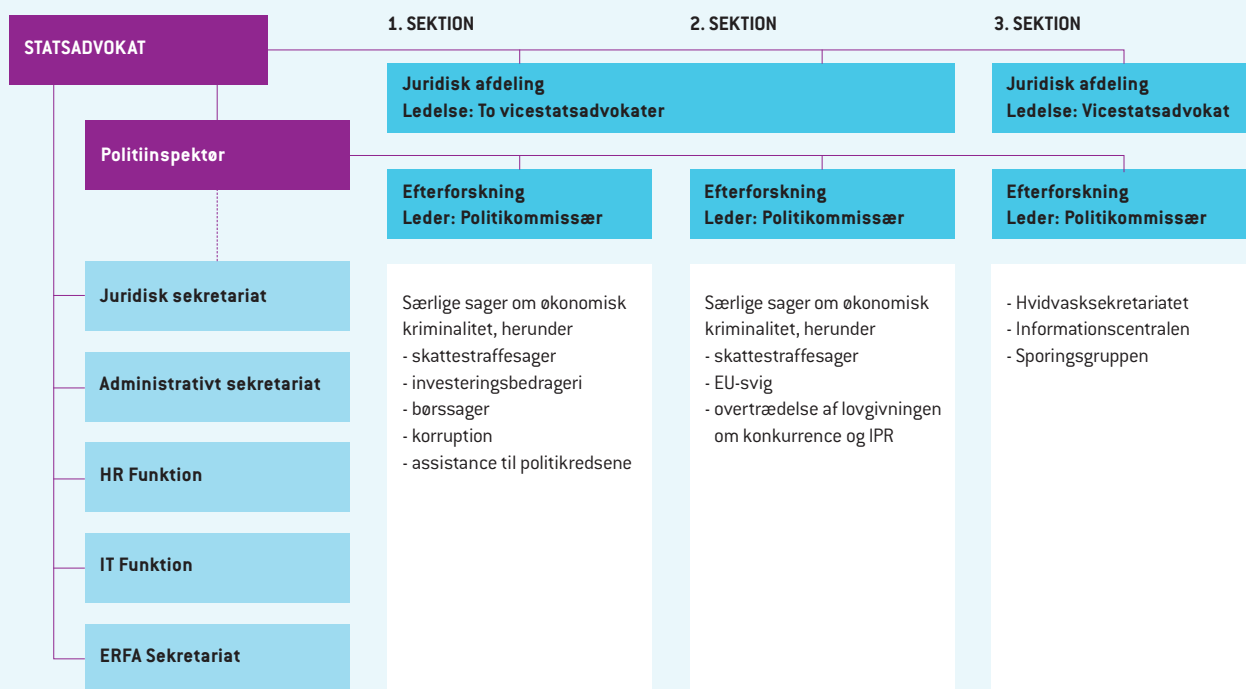 STATSADVOKAT
Politiinspektør
Juridisk sekretariat
Administrativt sekretariat
HR Funktion
IT Funktion
ERFA Sekretariat
1. SEKTION
2. SEKTION
3. SEKTION
Juridisk afdeling
Ledelse: To vicestatsadvokater
Juridisk afdeling
Ledelse: Vicestatsadvokat
Efterforskning
Leder: Politikommissær
Efterforskning
Leder: Politikommissær
Efterforskning
Leder: Politikommissær
Særlige sager om økonomisk
kriminalitet, herunder
- skattestraffesager
- investeringsbedrageri
- børssager
- korruption
- assistance til politikredsene
Særlige sager om økonomisk
kriminalitet, herunder
- skattestraffesager
- EU-svig
- overtrædelse af lovgivningen
om konkurrence og IPR
- Hvidvasksekretariatet
- Informationscentralen
- Sporingsgruppen